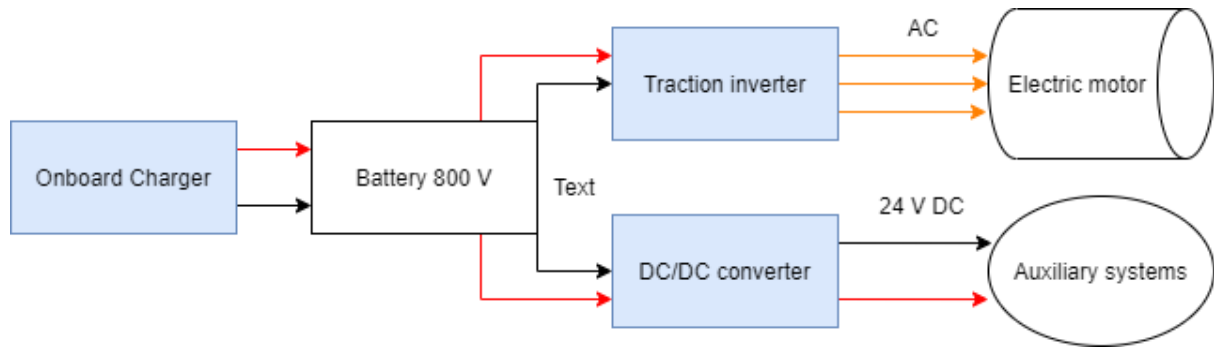 AC
Traction inverter
Electric motor
Onboard Charger
Battery 800 V
Text
24 V DC
DC/DC converter
Auxiliary systems